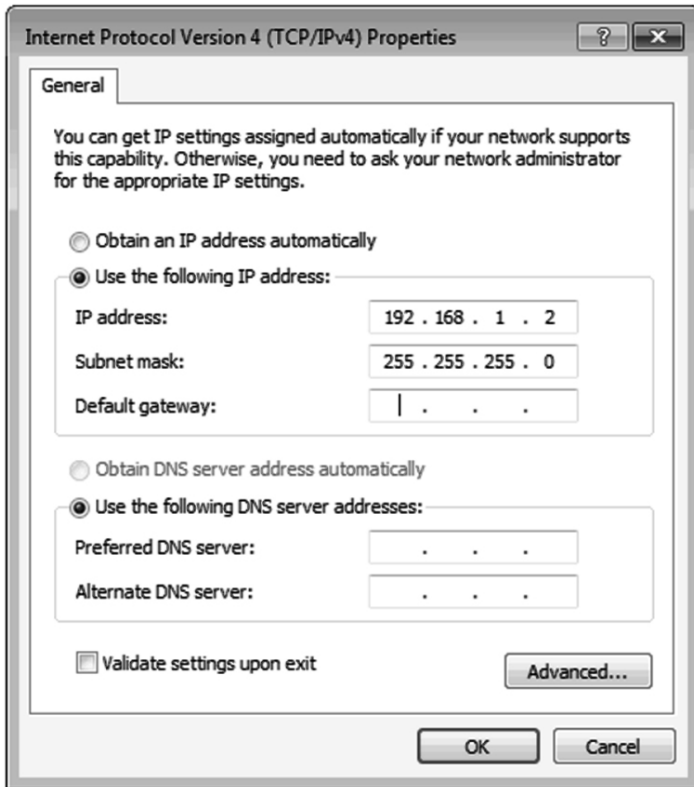 Internet Protocol Version 4 (TCP/IPv4) Properties
?
General
You can get IP settings assigned automatically if your network supports
this capability. Otherwise, you need to ask your network administrator
for the appropriate IP settings.
Obtain an IP address automatically
Use the following IP address:
IP address: 192 . 168 . 1 . 2
Subnet mask: 255 . 255 . 255 . 0
Default gateway: . . .
Obtain DNS server address automatically
Use the following DNS server addresses:
Preferred DNS server: . . .
Alternate DNS server: . . .
Validate settings upon exit
Advanced...
OK Cancel